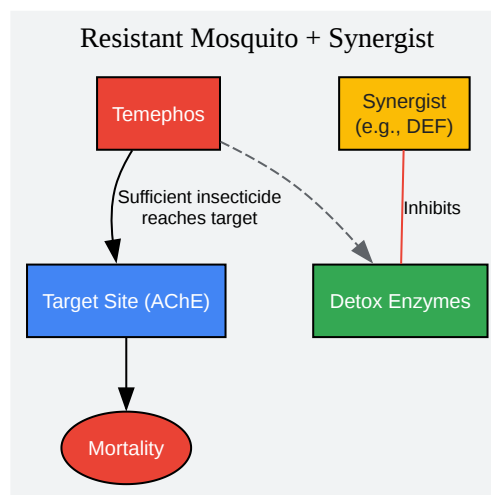 Resistant Mosquito + Synergist
Temephos
Synergist
(e.g., DEF)
Sufficient insecticide
reaches target
Inhibits
Target Site (AChE)
Detox Enzymes
Mortality